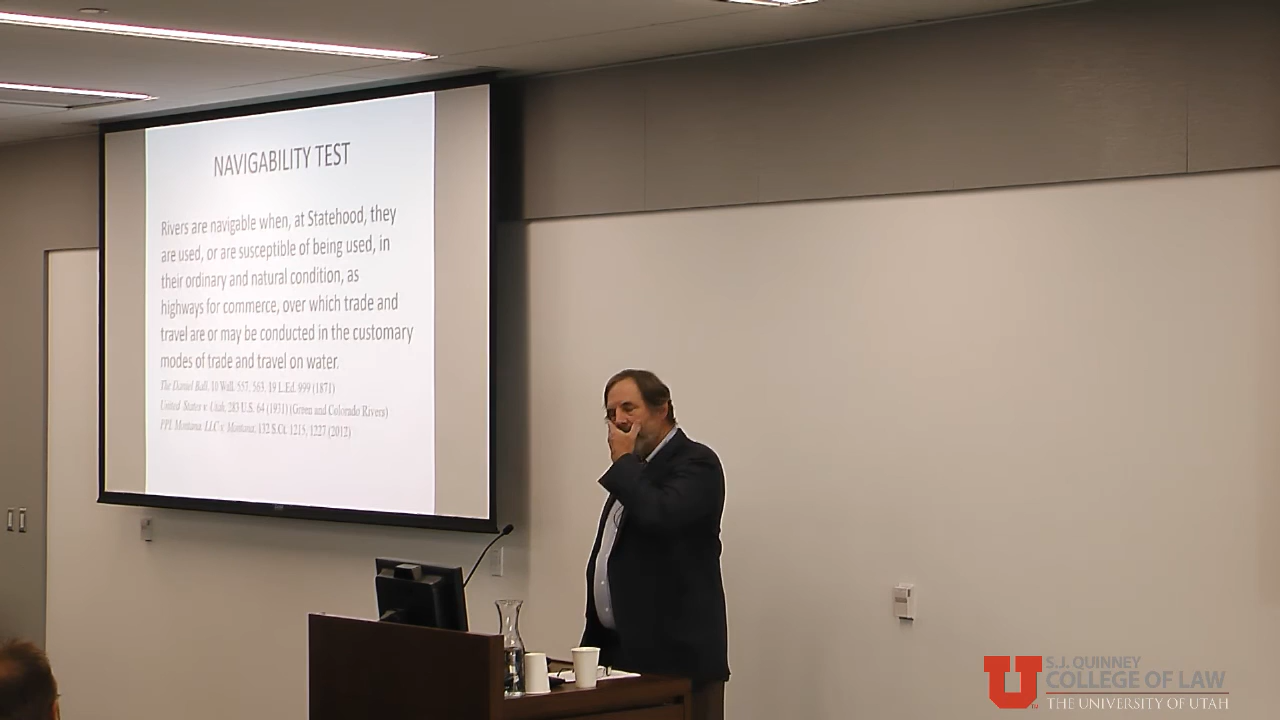 NAVIGABILITY TEST
Rivers are navigable when, at Statehood, they
are used, or are susceptible of being used, in
their ordinary and natural condition, as
highways for commerce, over which trade and
travel are or may be conducted in the customary
modes of trade and travel on water.
The Daniel Ball, 10 Wall. 557, 563, 19 L.Ed. 999 (1871)
United States v. Utah, 283 U.S. 64 (1931) (Green and Colorado Rivers)
PPL Montana, LLC v. Montana, 132 S.Ct. 1215, 1227 (2012)
U
S.J. QUINNEY
COLLEGE OF LAW
THE UNIVERSITY OF UTAH